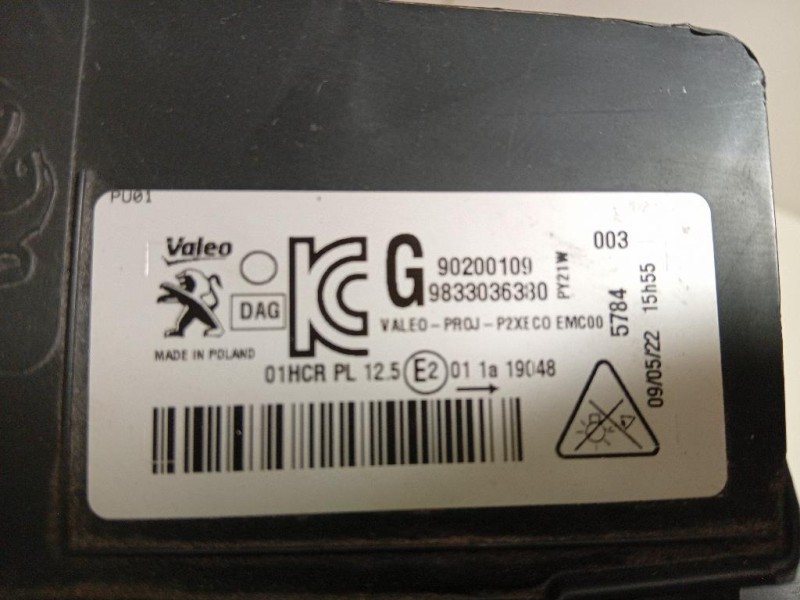 PU01
Valeo
DAG
MADE IN POLAND
KC
G
90200109
9833036380
PY21W
VALEO-PROJ-P2XECO EMC00
01HCR PL 12.5 E2 01 1a 19048
003
5784
09/05/22 15h55